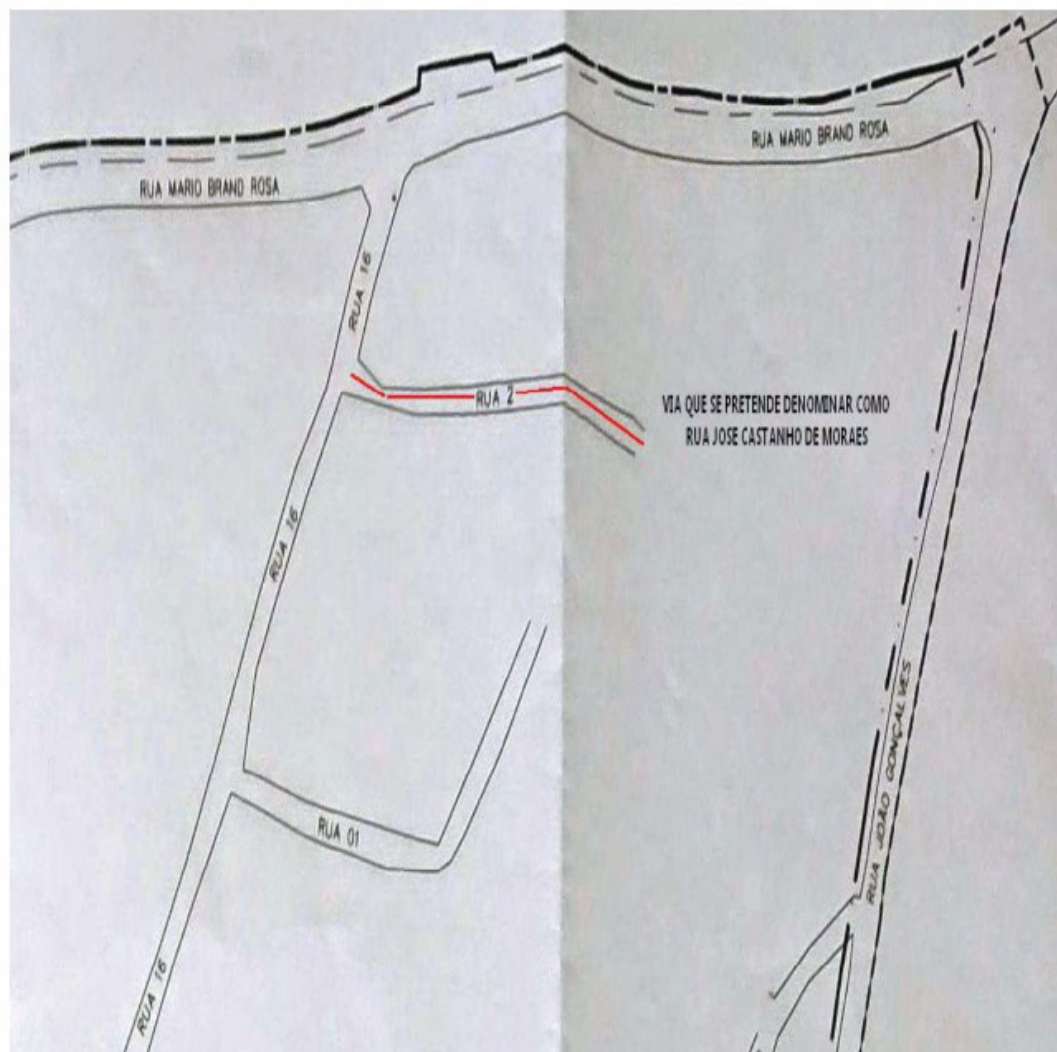 RUA MARIO BRAND ROSA
RUA MARIO BRAND ROSA
RUA 16
RUA 2
VIA QUE SE PRETENDE DENOMINAR COMO
RUA JOSE CASTANHO DE MORAES
RUA 16
RUA JOÃO GONÇALVES
RUA 01
RUA 16